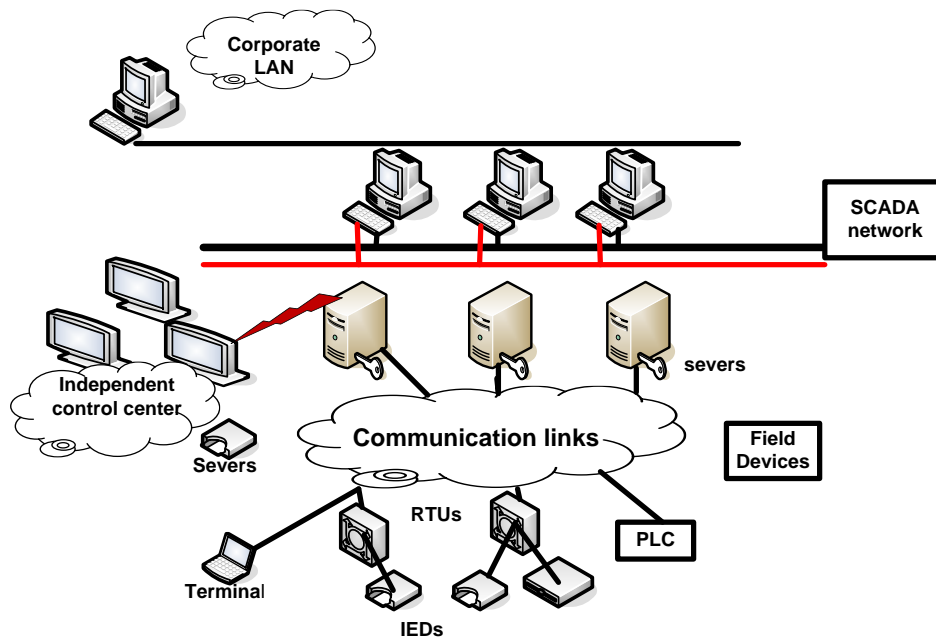 Corporate
LAN
SCADA
network
severs
Independent
control center
Communication links
Field
Devices
Severs
RTUs
PLC
Terminal
IEDs